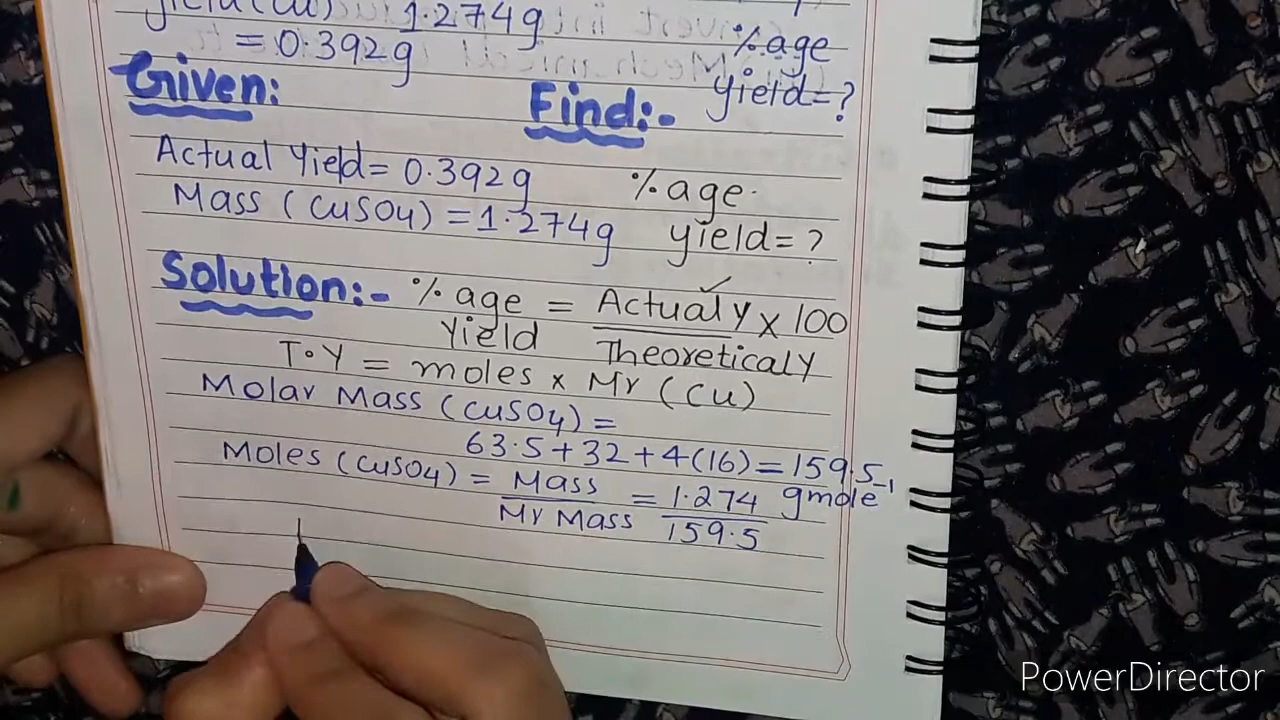 yield (Cu) 1.274g
= 0.392g %age
yield=?
Given: Find:-
Actual Yield= 0.392g %age.
Mass (CuSO4) =1.274g yield= ?
Solution:- %age = Actual Y x 100
Yield Theoretical Y
T.Y = moles x Mr (Cu)
Molar Mass (CuSO4) =
63.5+32+4(16)=159.5
Moles (CuSO4) = Mass = 1.274 gmole-1
Mr Mass 159.5
PowerDirector